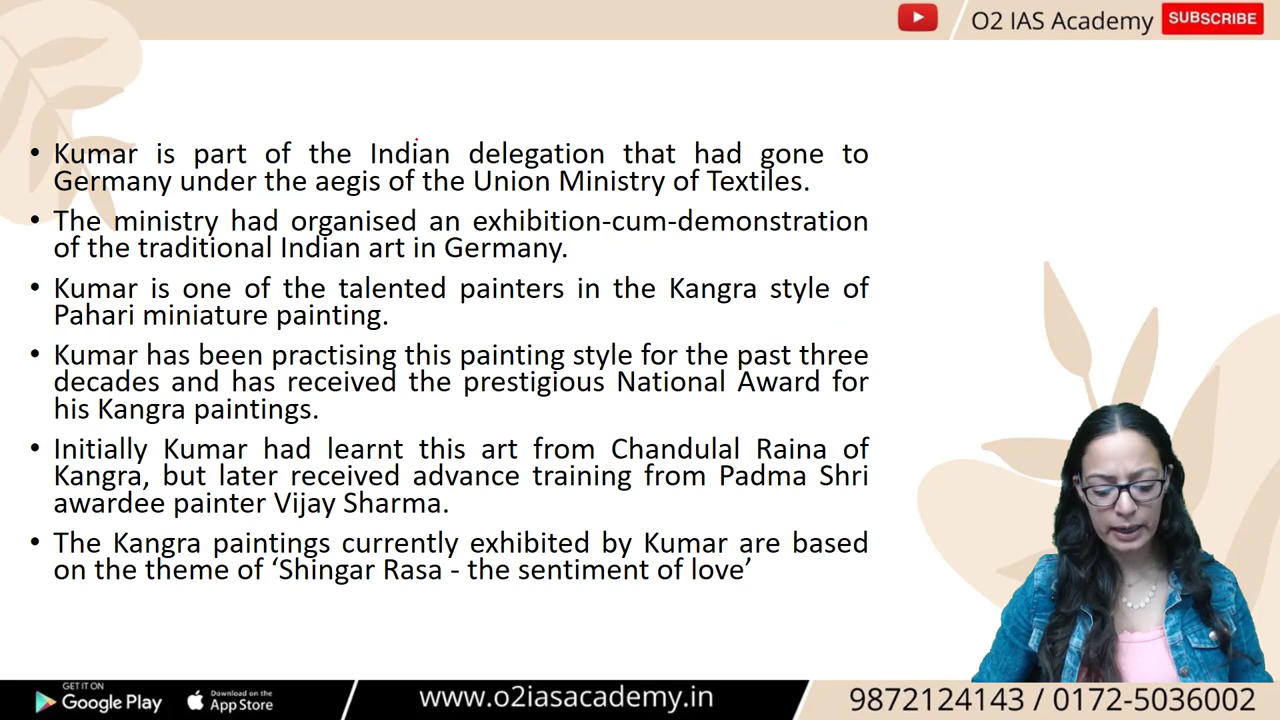 O2 IAS Academy SUBSCRIBE
• Kumar is part of the Indian delegation that had gone to
Germany under the aegis of the Union Ministry of Textiles.
• The ministry had organised an exhibition-cum-demonstration
of the traditional Indian art in Germany.
• Kumar is one of the talented painters in the Kangra style of
Pahari miniature painting.
• Kumar has been practising this painting style for the past three
decades and has received the prestigious National Award for
his Kangra paintings.
• Initially Kumar had learnt this art from Chandulal Raina of
Kangra, but later received advance training from Padma Shri
awardee painter Vijay Sharma.
• The Kangra paintings currently exhibited by Kumar are based
on the theme of ‘Shingar Rasa - the sentiment of love’
GET IT ON
Google Play
Download on the
App Store
www.o2iasacademy.in
9872124143 / 0172-5036002